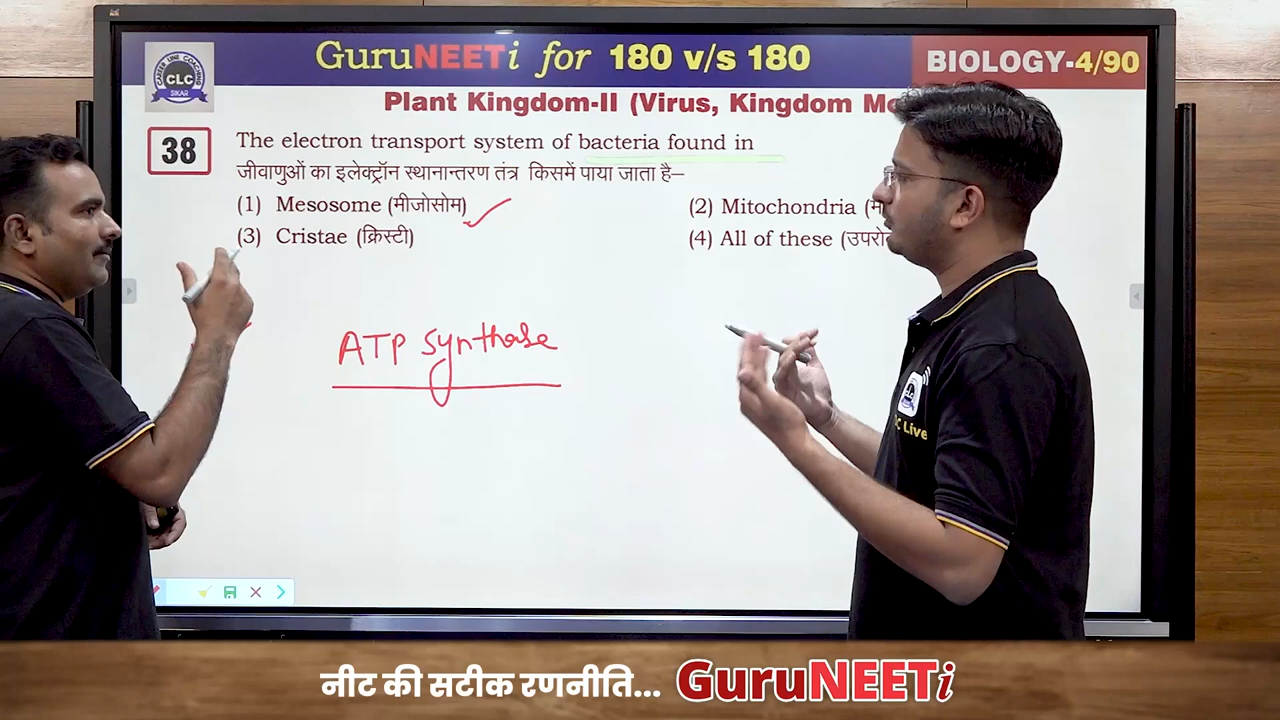 GuruNEETi for 180 v/s 180
BIOLOGY-4/90
CAREER LINE COACHING
CLC
SIKAR
Plant Kingdom-II (Virus, Kingdom
38
The electron transport system of bacteria found in
जीवाणुओं का इलेक्ट्रॉन स्थानान्तरण तंत्र किसमें पाया जाता है–
(1) Mesosome (मीजोसोम)
(2) Mitochondria
(3) Cristae (क्रिस्टी)
(4) All of these
ATP Synthase
Live
नीट की सटीक रणनीति... GuruNEETi